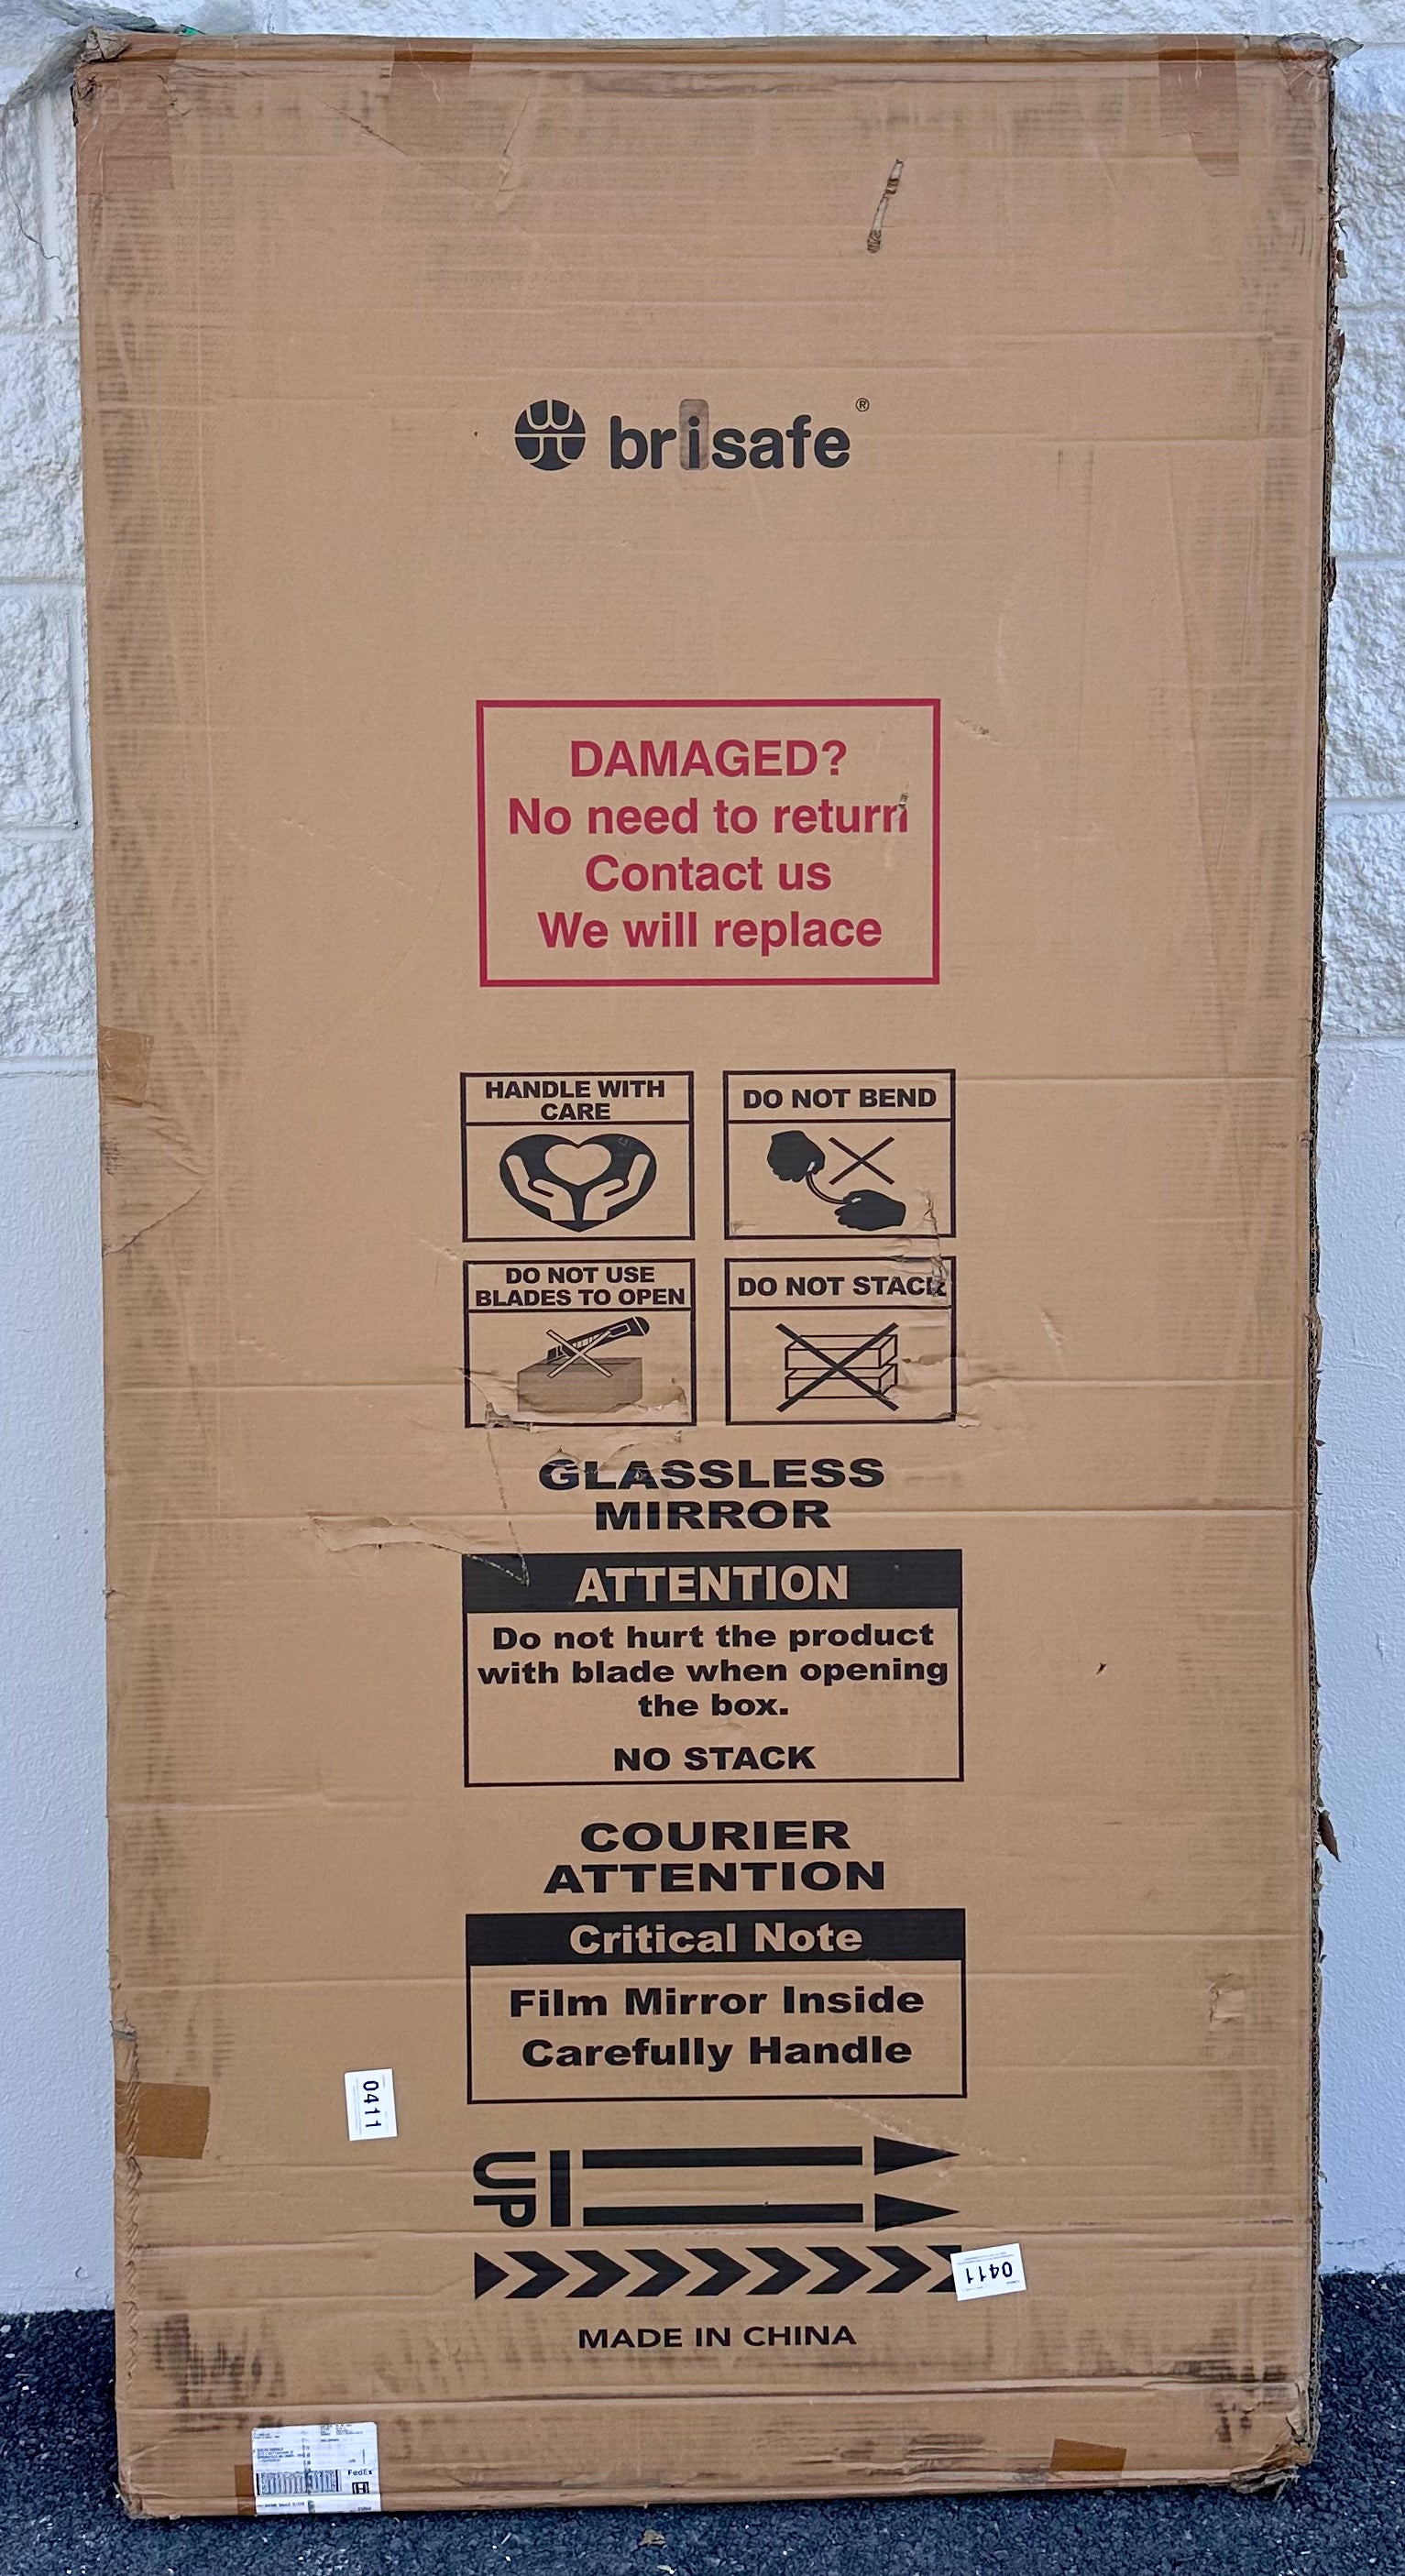 brisafe®
DAMAGED?
No need to return
Contact us
We will replace
HANDLE WITH
CARE
DO NOT BEND
DO NOT USE
BLADES TO OPEN
DO NOT STACK
GLASSLESS
MIRROR
ATTENTION
Do not hurt the product
with blade when opening
the box.
NO STACK
COURIER
ATTENTION
Critical Note
Film Mirror Inside
Carefully Handle
0411
UP
0411
MADE IN CHINA
FedEx